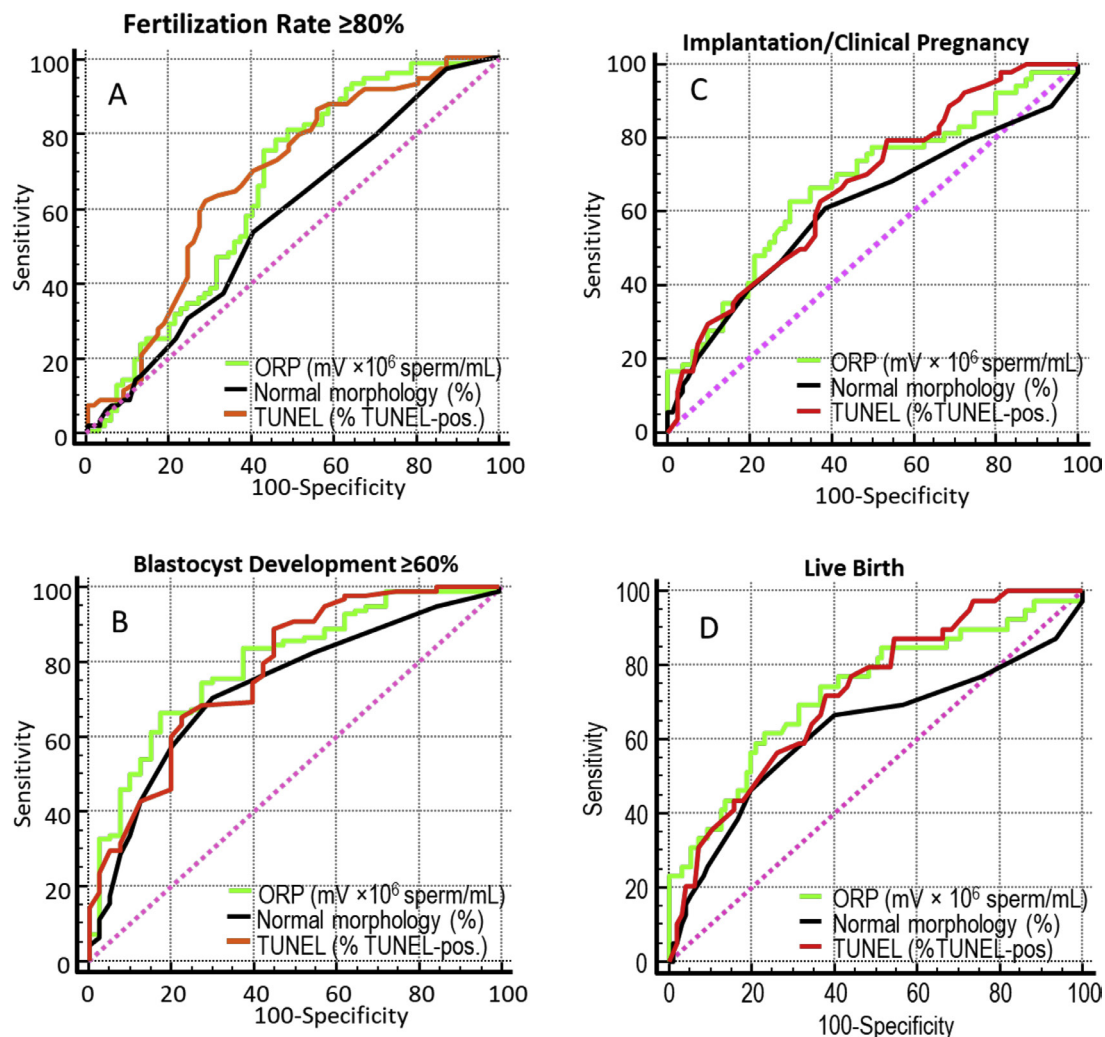 Fertilization Rate ≥80%
A
100
80
60
40
20
0
Sensitivity
ORP (mV ×10⁶ sperm/mL)
Normal morphology (%)
TUNEL (% TUNEL-pos.)
0 20 40 60 80 100
100-Specificity
Implantation/Clinical Pregnancy
C
100
80
60
40
20
0
Sensitivity
ORP (mV ×10⁶ sperm/mL)
Normal morphology (%)
TUNEL (%TUNEL-pos.)
0 20 40 60 80 100
100-Specificity
Blastocyst Development ≥60%
B
100
80
60
40
20
0
Sensitivity
ORP (mV × 10⁶ sperm/mL)
Normal morphology (%)
TUNEL (% TUNEL-pos.)
0 20 40 60 80 100
100-Specificity
Live Birth
D
100
80
60
40
20
0
Sensitivity
ORP (mV × 10⁶ sperm/mL)
Normal morphology (%)
TUNEL (%TUNEL-pos)
0 20 40 60 80 100
100-Specificity